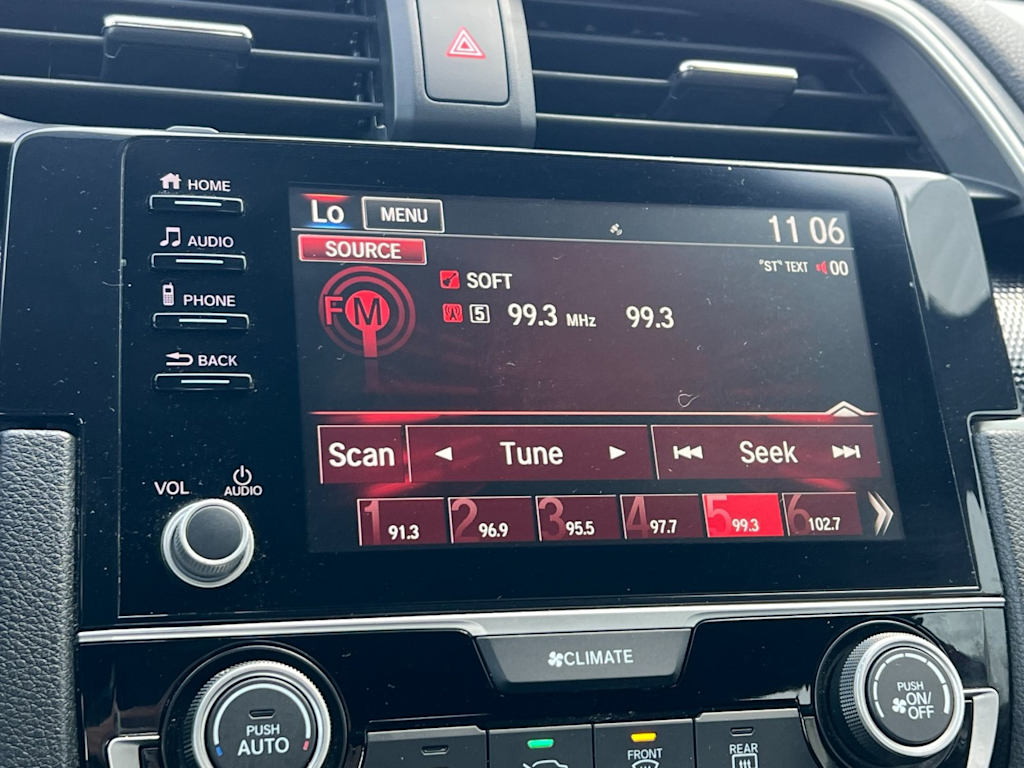 HOME
AUDIO
PHONE
BACK
VOL
AUDIO
Lo MENU 11 06
SOURCE
"ST" TEXT 00
FM
SOFT
5 99.3 MHz 99.3
Scan Tune Seek
1 91.3 2 96.9 3 95.5 4 97.7 5 99.3 6 102.7
CLIMATE
PUSH
AUTO
FRONT
REAR
PUSH
ON/
OFF